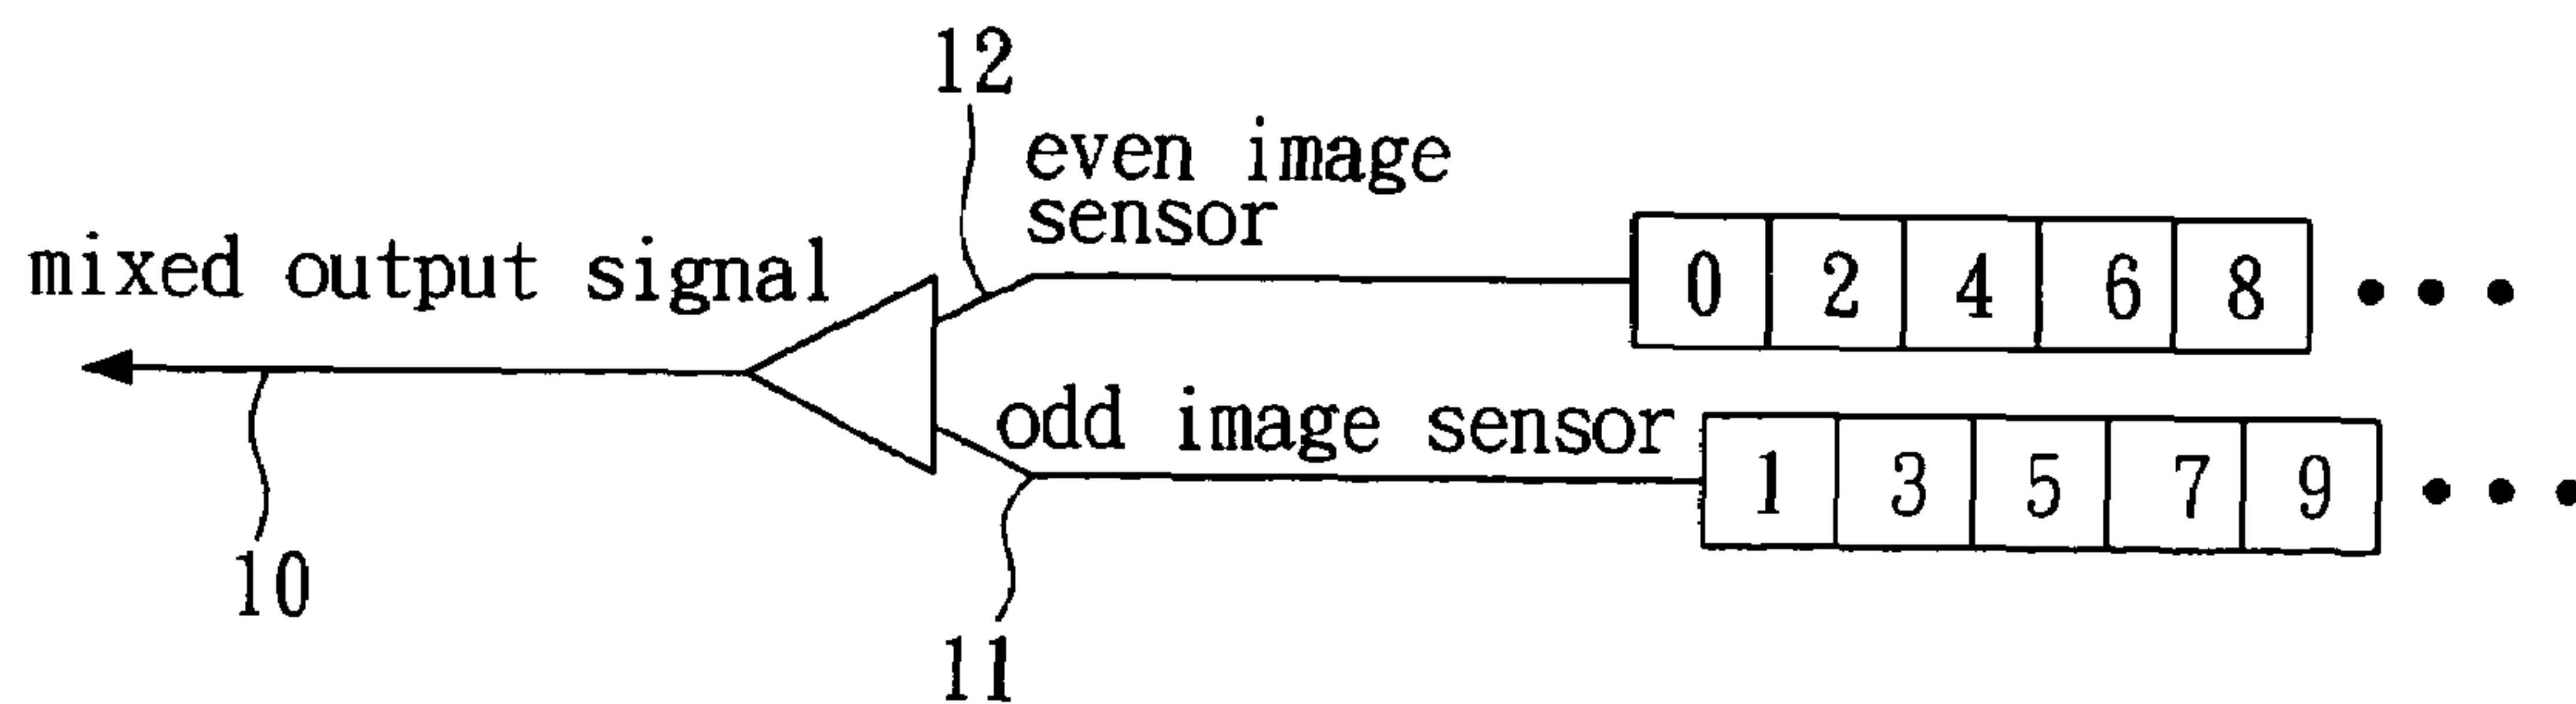 12
even image
sensor
mixed output signal
0 2 4 6 8
odd image sensor
1 3 5 7 9
10
11